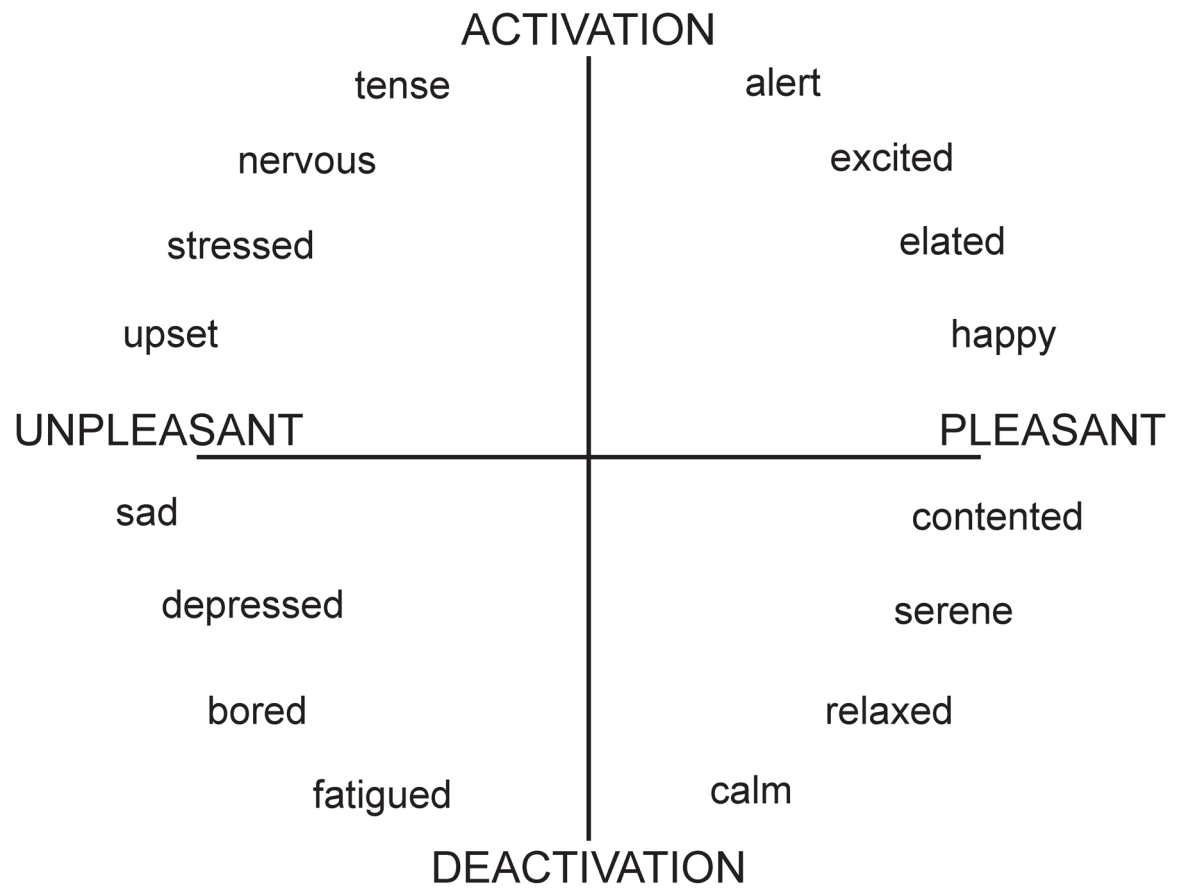 ACTIVATION
tense alert
nervous excited
stressed elated
upset happy
UNPLEASANT PLEASANT
sad contented
depressed serene
bored relaxed
fatigued calm
DEACTIVATION